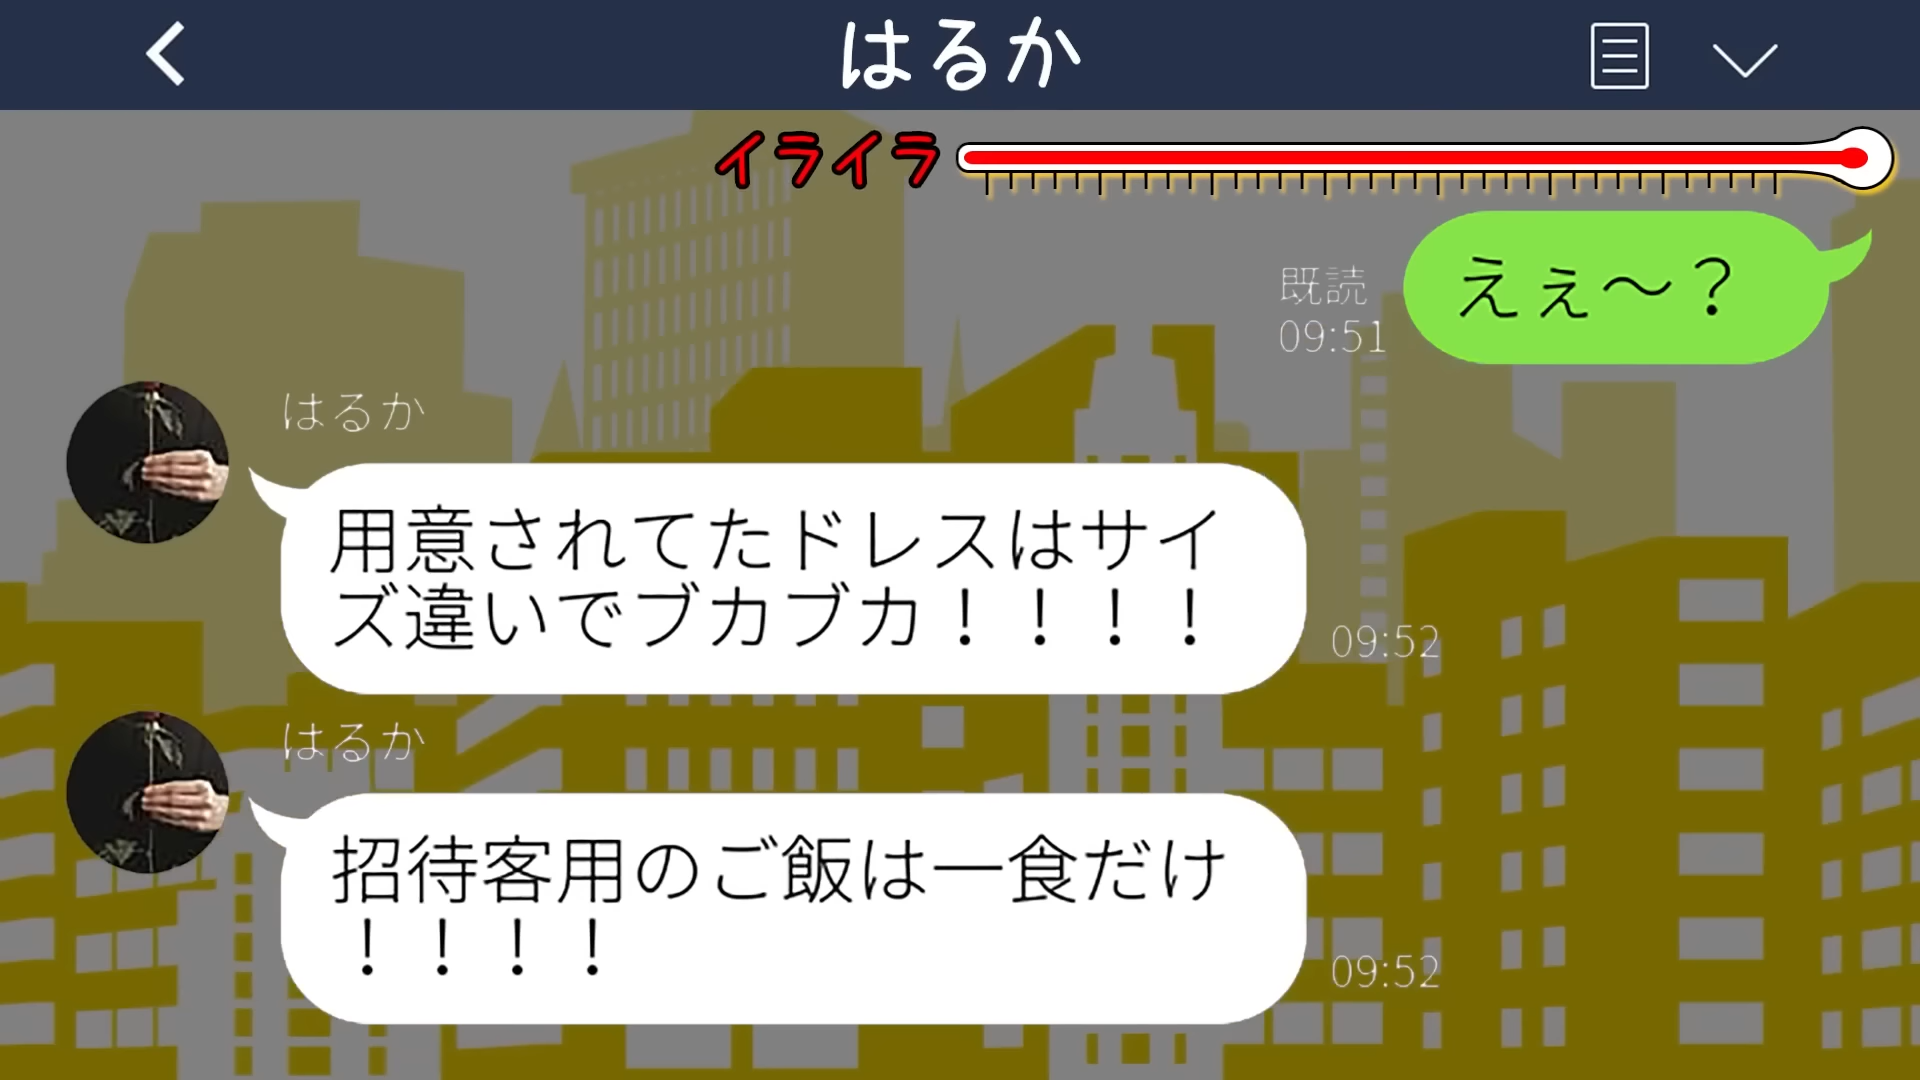 はるか
イライラ
えぇ～？
既読
09:51
はるか
用意されてたドレスはサイ
ズ違いでブカブカ！！！！
09:52
はるか
招待客用のご飯は一食だけ
！！！！
09:52